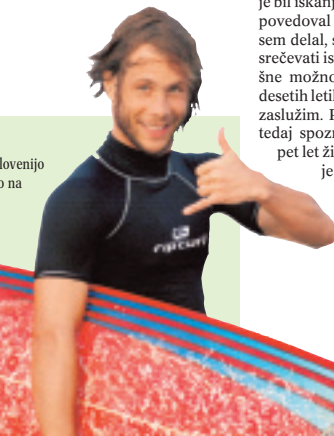 je bil iskanj
povedoval
sem delal, s
srečevati is
šne možno
desetih letih
zaslužim. P
tedaj spozn
pet let ži
je
lovenijo
o na
rip curl